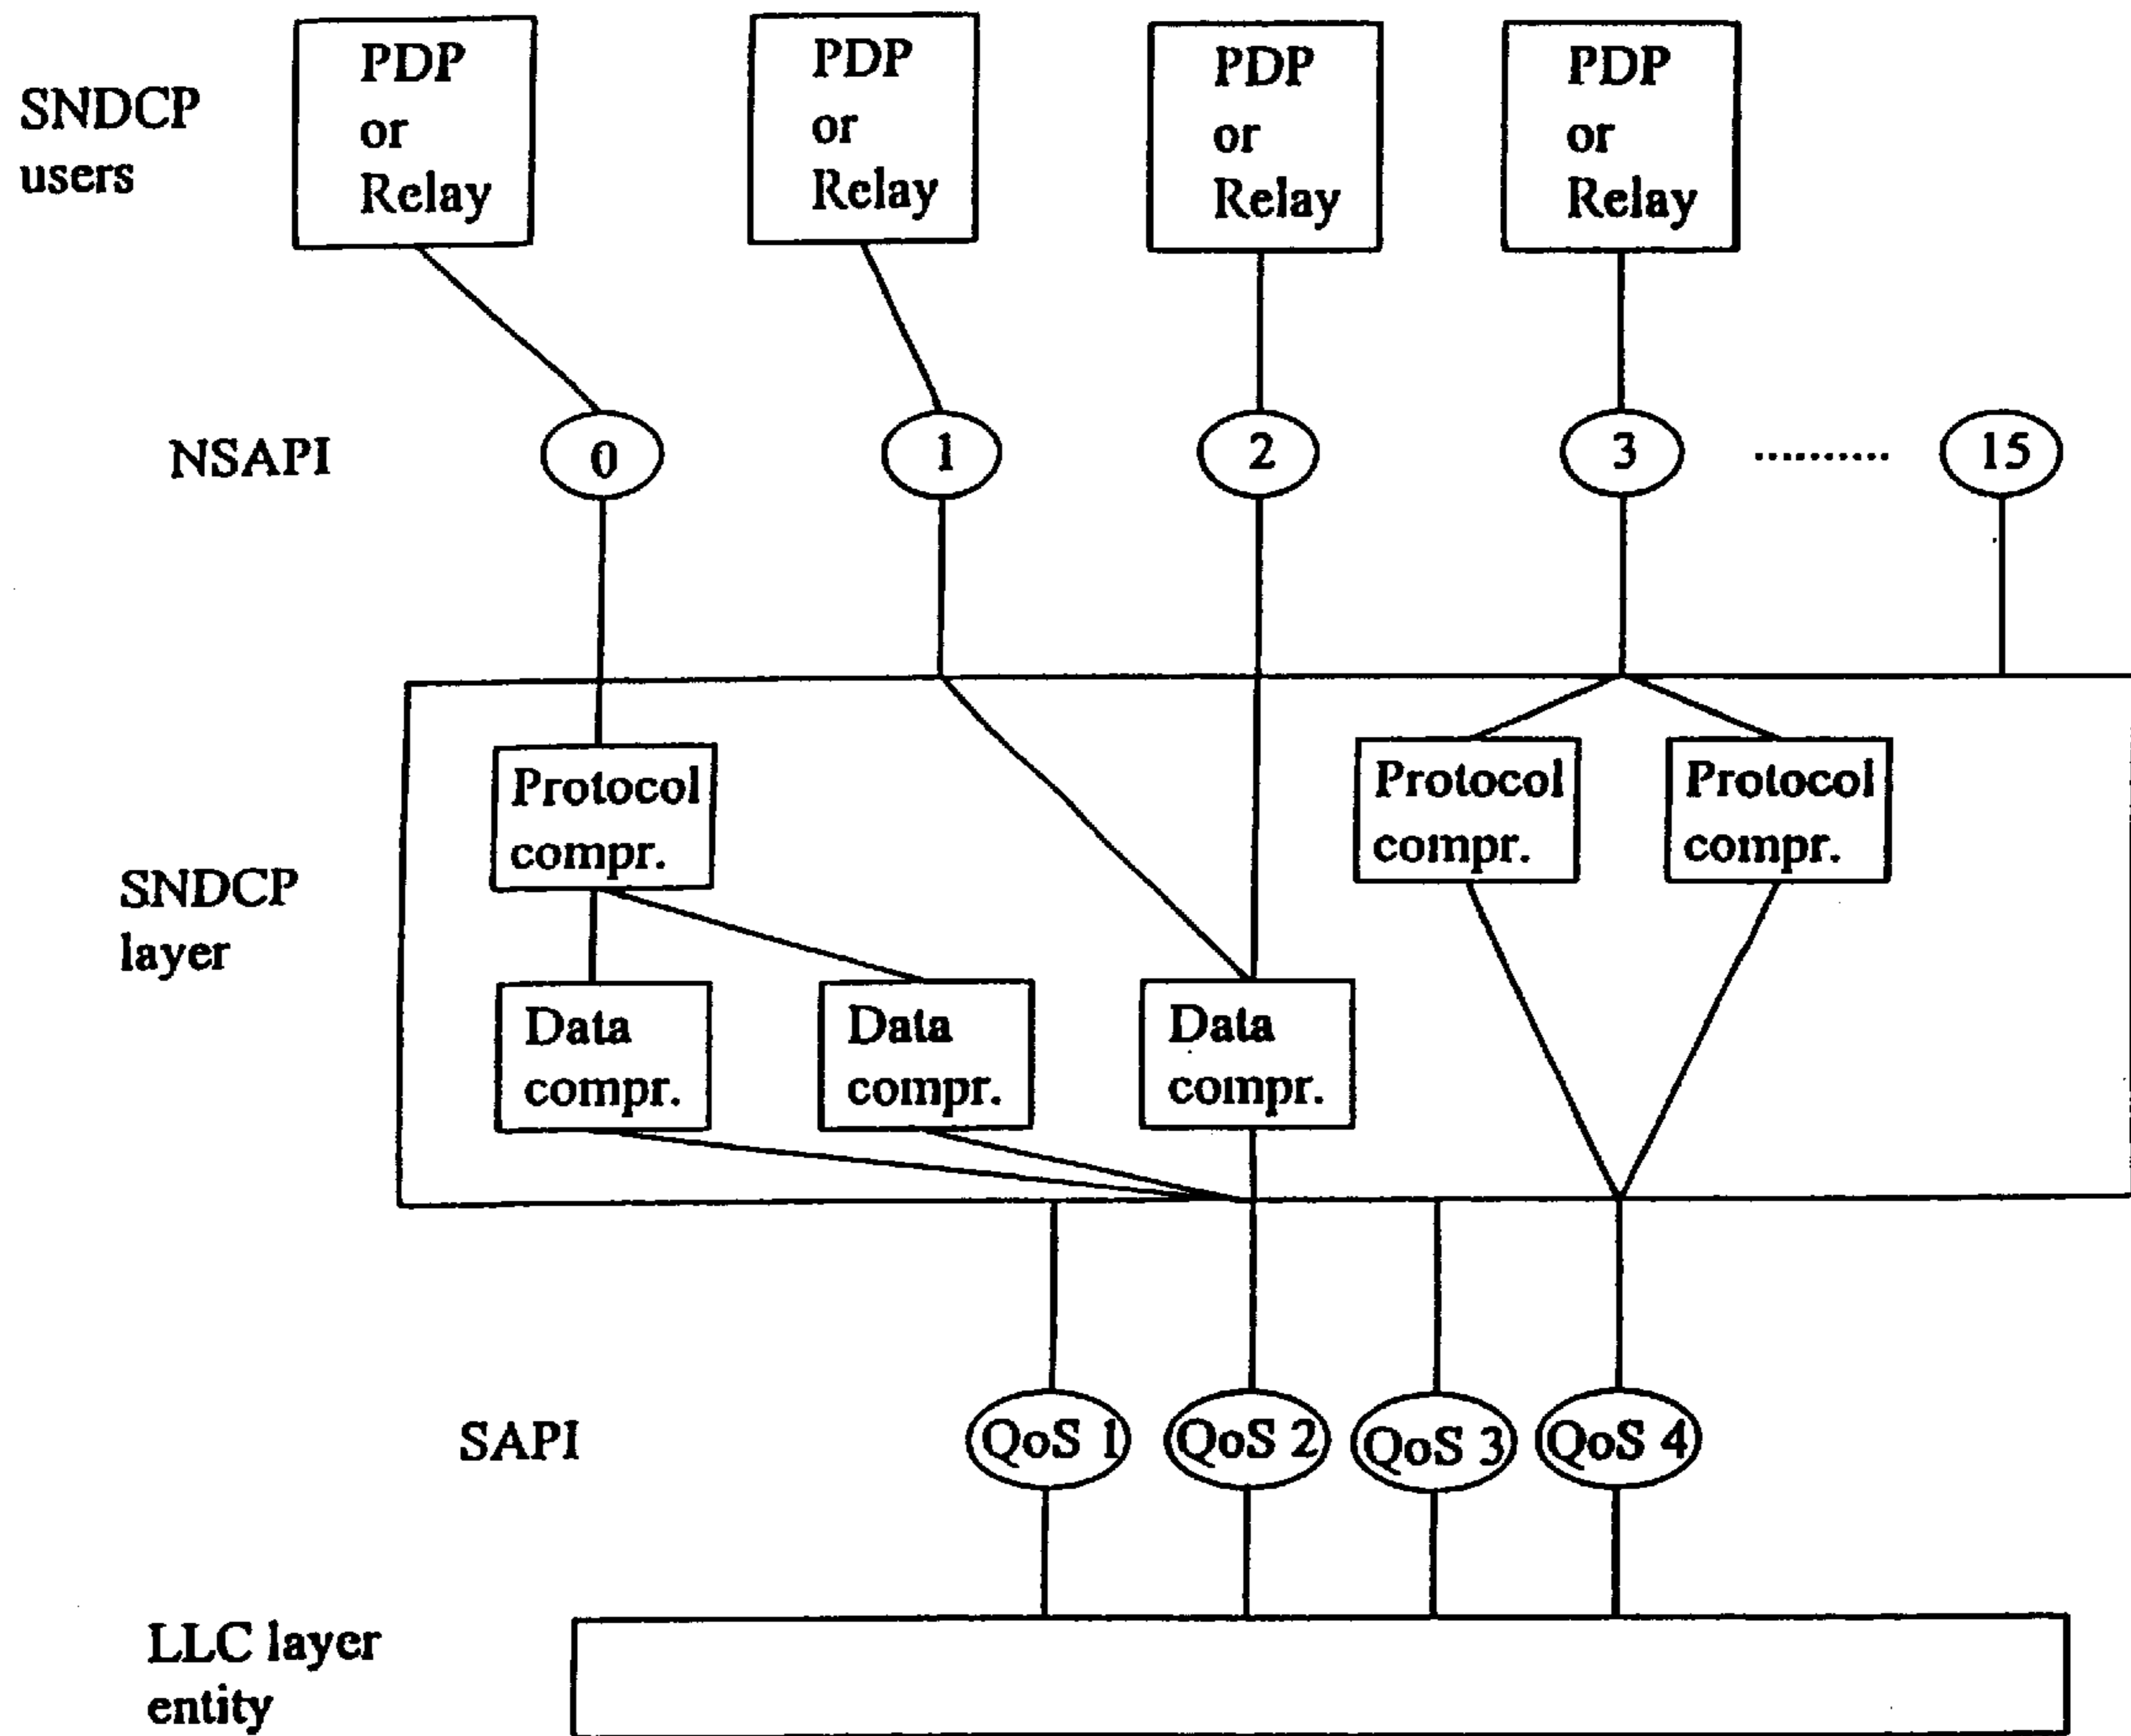 SNDCP
users
PDP
or
Relay
PDP
or
Relay
PDP
or
Relay
PDP
or
Relay
NSAPI
0
1
2
3
..........
15
SNDCP
layer
Protocol
compr.
Protocol
compr.
Protocol
compr.
Data
compr.
Data
compr.
Data
compr.
SAPI
QoS 1
QoS 2
QoS 3
QoS 4
LLC layer
entity